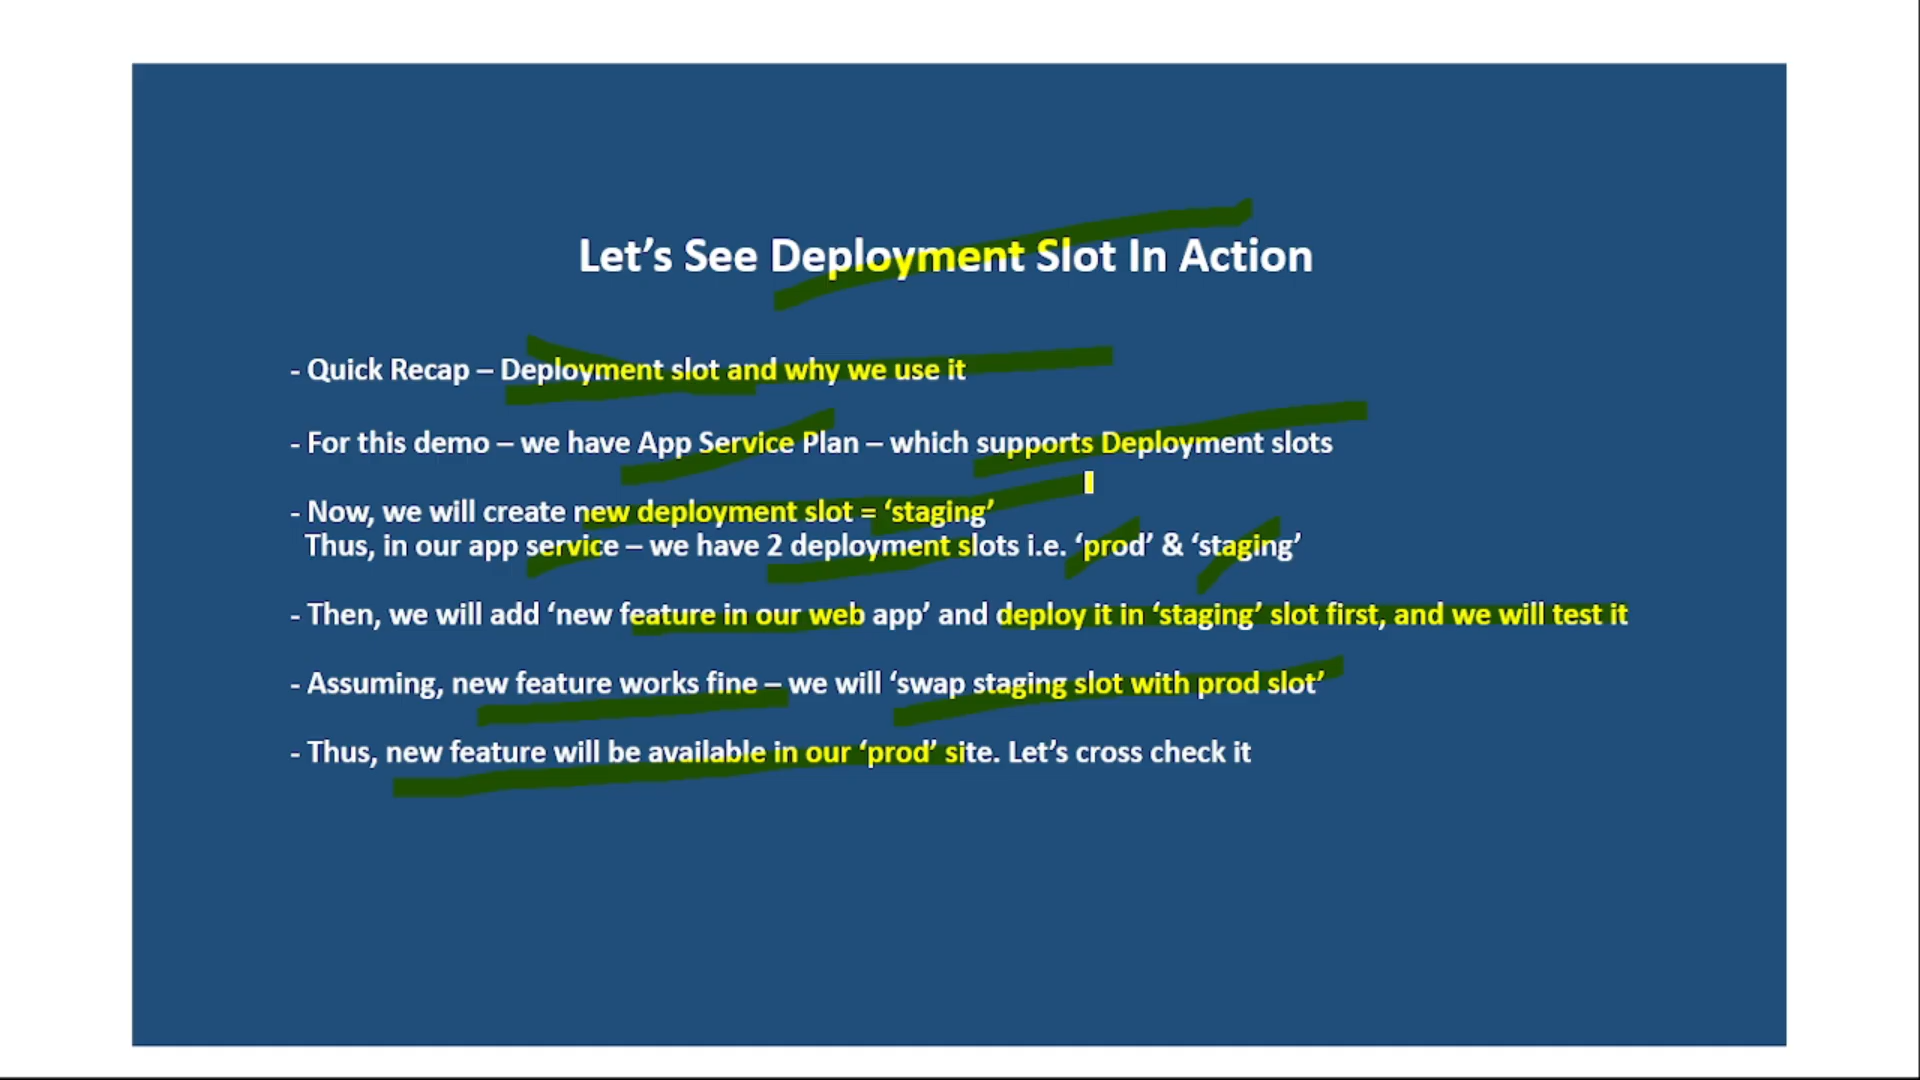 Let’s See Deployment Slot In Action
- Quick Recap – Deployment slot and why we use it
- For this demo – we have App Service Plan – which supports Deployment slots
- Now, we will create new deployment slot = ‘staging’
Thus, in our app service – we have 2 deployment slots i.e. ‘prod’ & ‘staging’
- Then, we will add ‘new feature in our web app’ and deploy it in ‘staging’ slot first, and we will test it
- Assuming, new feature works fine – we will ‘swap staging slot with prod slot’
- Thus, new feature will be available in our ‘prod’ site. Let’s cross check it